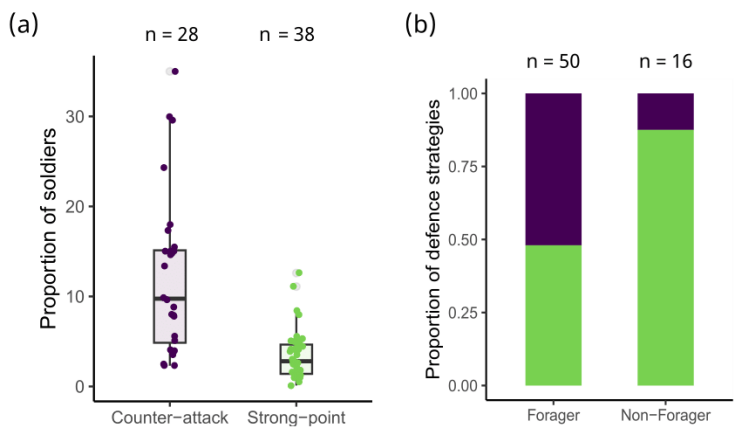 (a)
n = 28
n = 38
Proportion of soldiers
30
20
10
0
Counter−attack
Strong−point
(b)
n = 50
n = 16
Proportion of defence strategies
1.00
0.75
0.50
0.25
0.00
Forager
Non−Forager